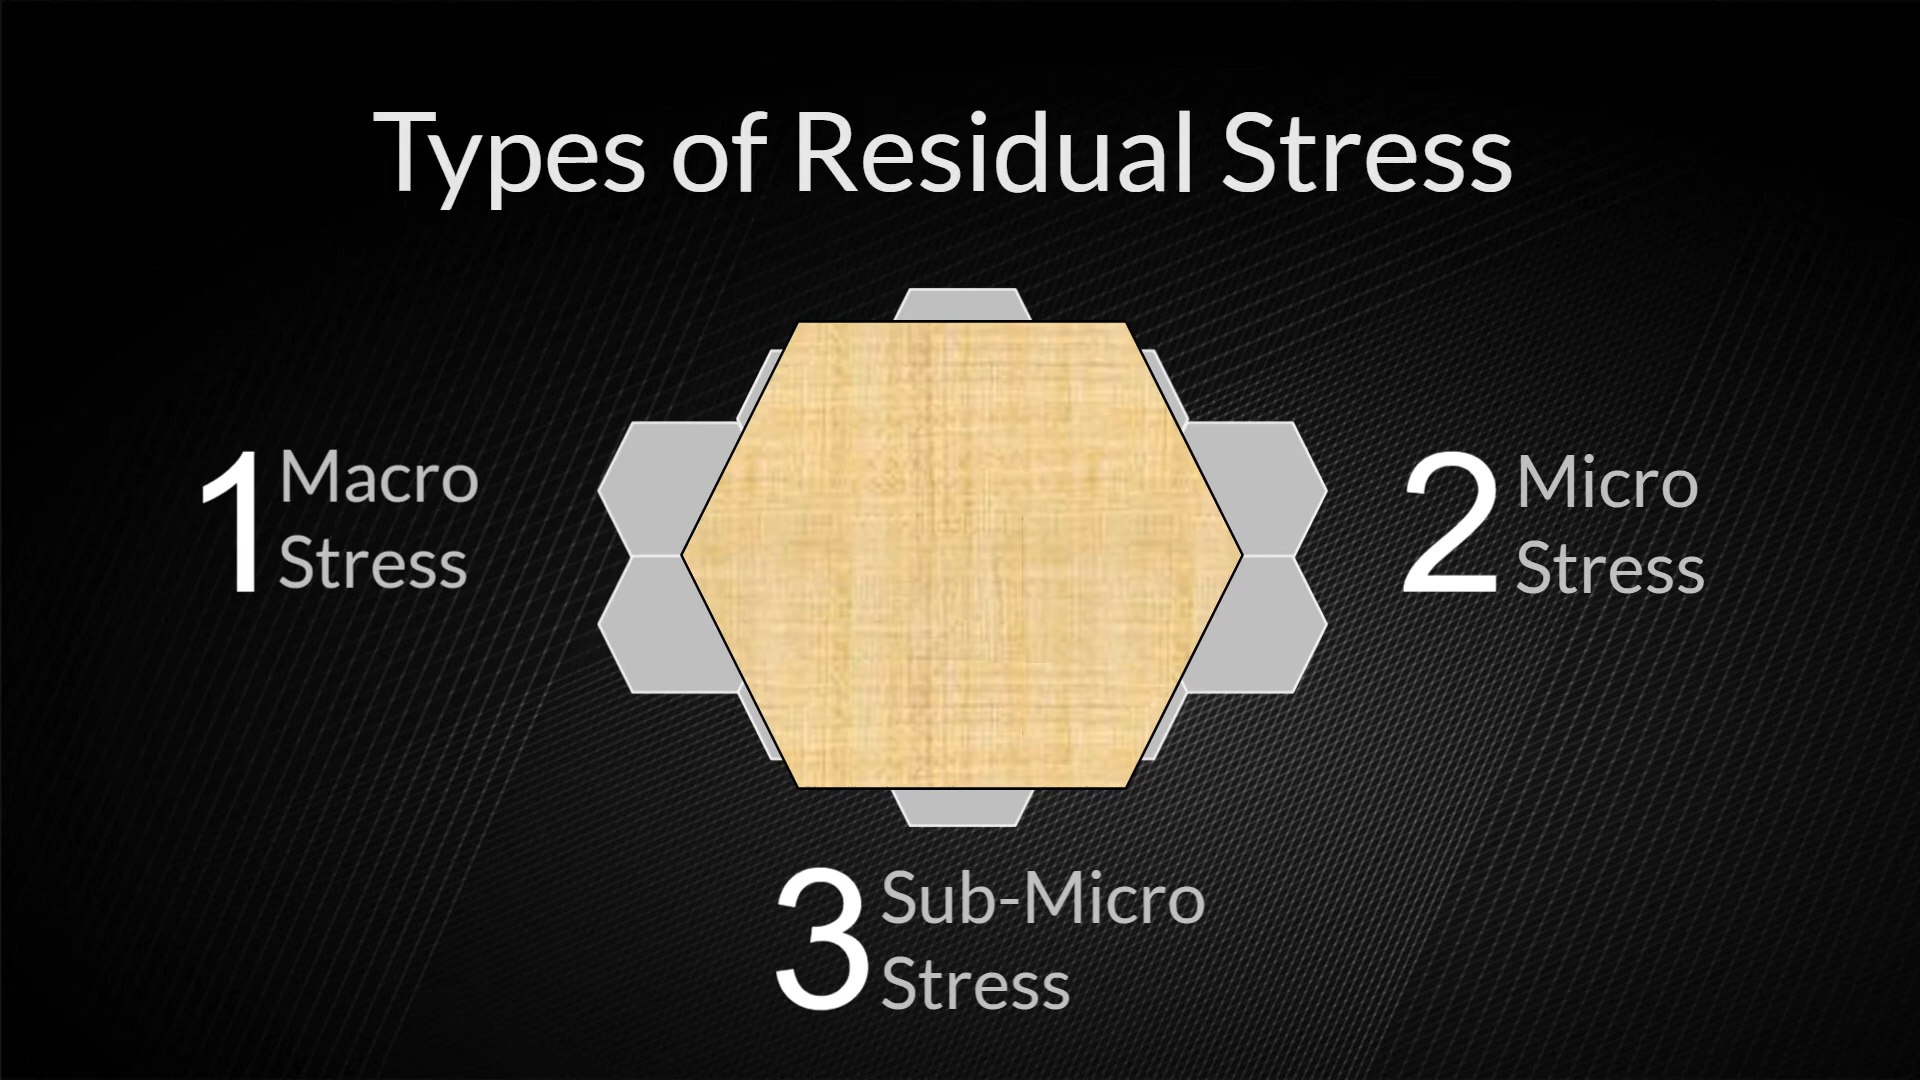 Types of Residual Stress
1 Macro
Stress
2 Micro
Stress
3 Sub-Micro
Stress